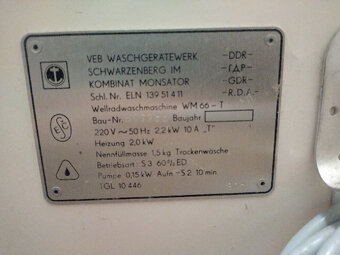 VEB WASCHGERÄTEWERK -DDR-
SCHWARZENBERG IM -ГДР-
KOMBINAT MONSATOR -GDR-
Schl. Nr. ELN 139 51 4 11 -R.D.A.-
Wellradwaschmaschine WM 66-T
Bau-Nr. Baujahr
220 V ~ 50 Hz 2,2 kW 10 A „T"
Heizung 2,0 kW
Nennfüllmasse 1,5 kg Trockenwäsche
Betriebsart: S 3 60% ED
Pumpe 0,15 kW Aufn - S 2 10 min
TGL 10 446